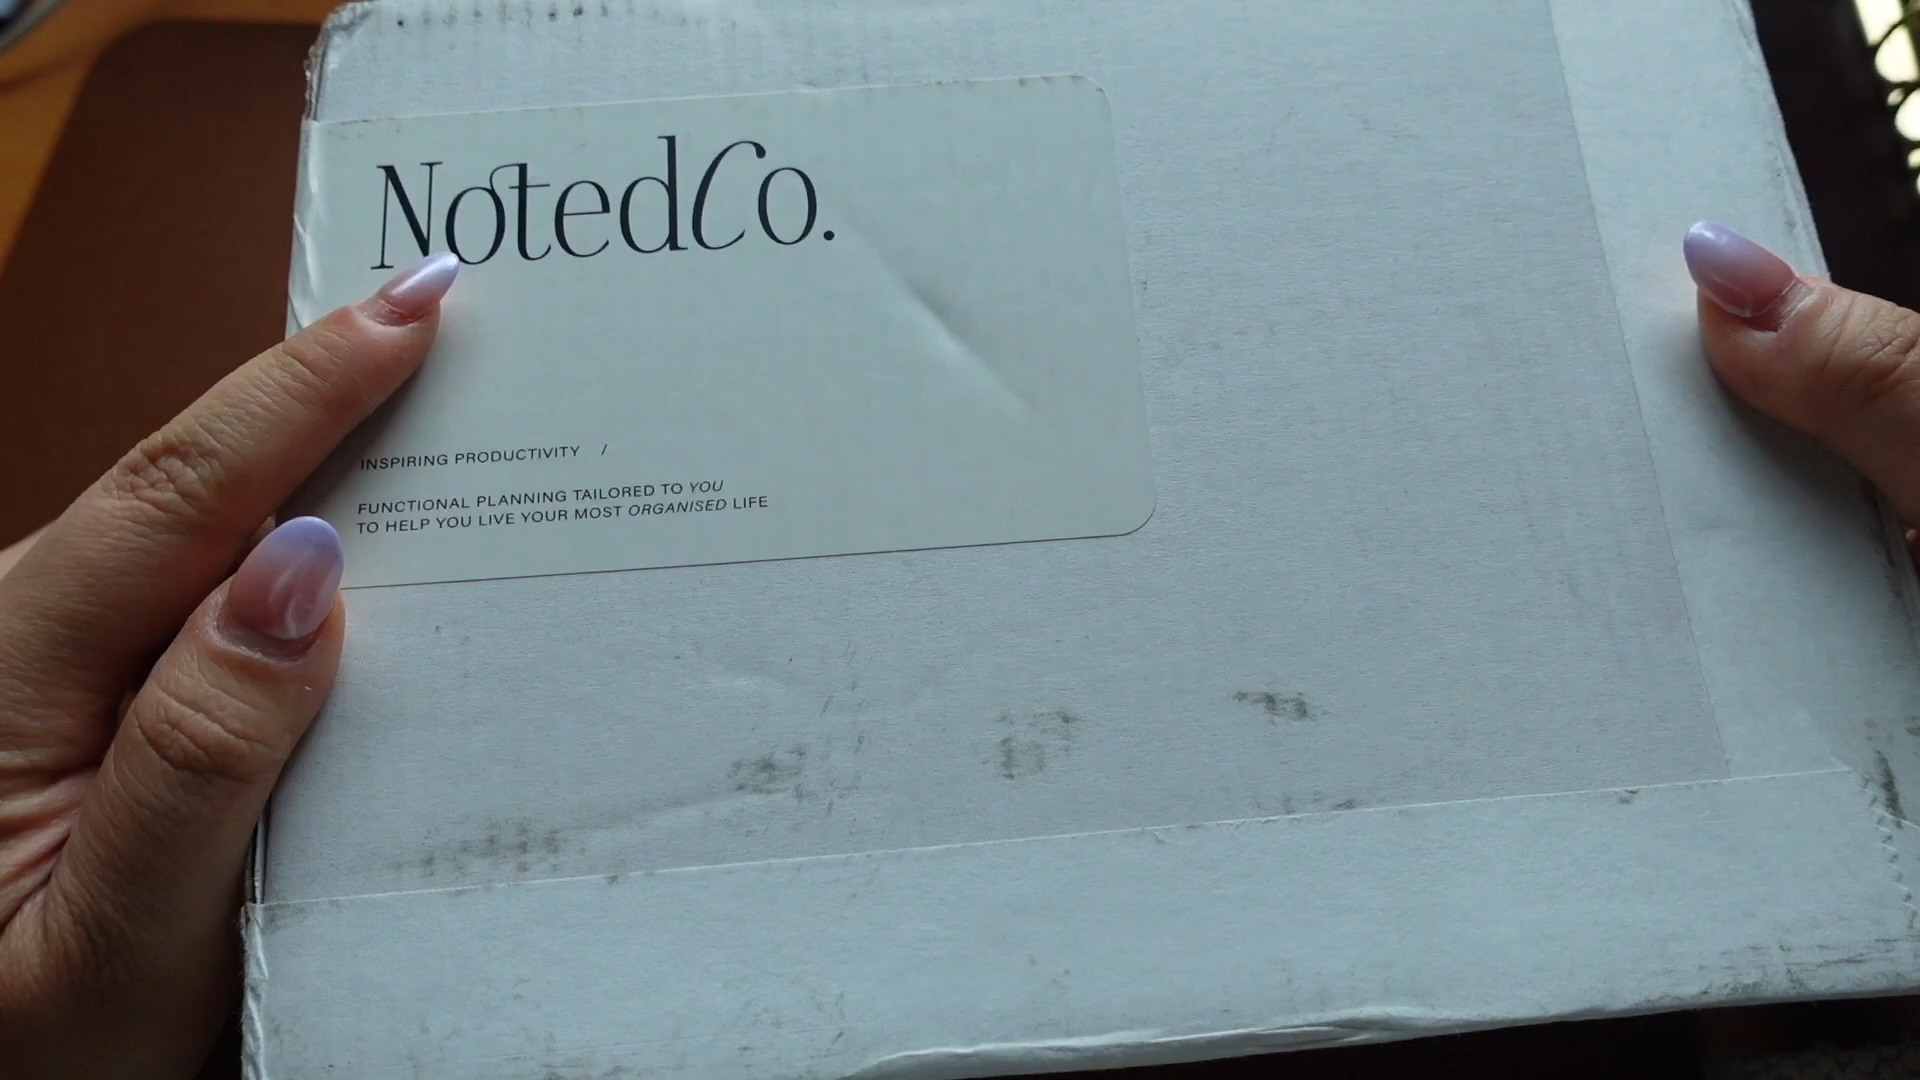 NotedCo.
INSPIRING PRODUCTIVITY /
FUNCTIONAL PLANNING TAILORED TO YOU
TO HELP YOU LIVE YOUR MOST ORGANISED LIFE